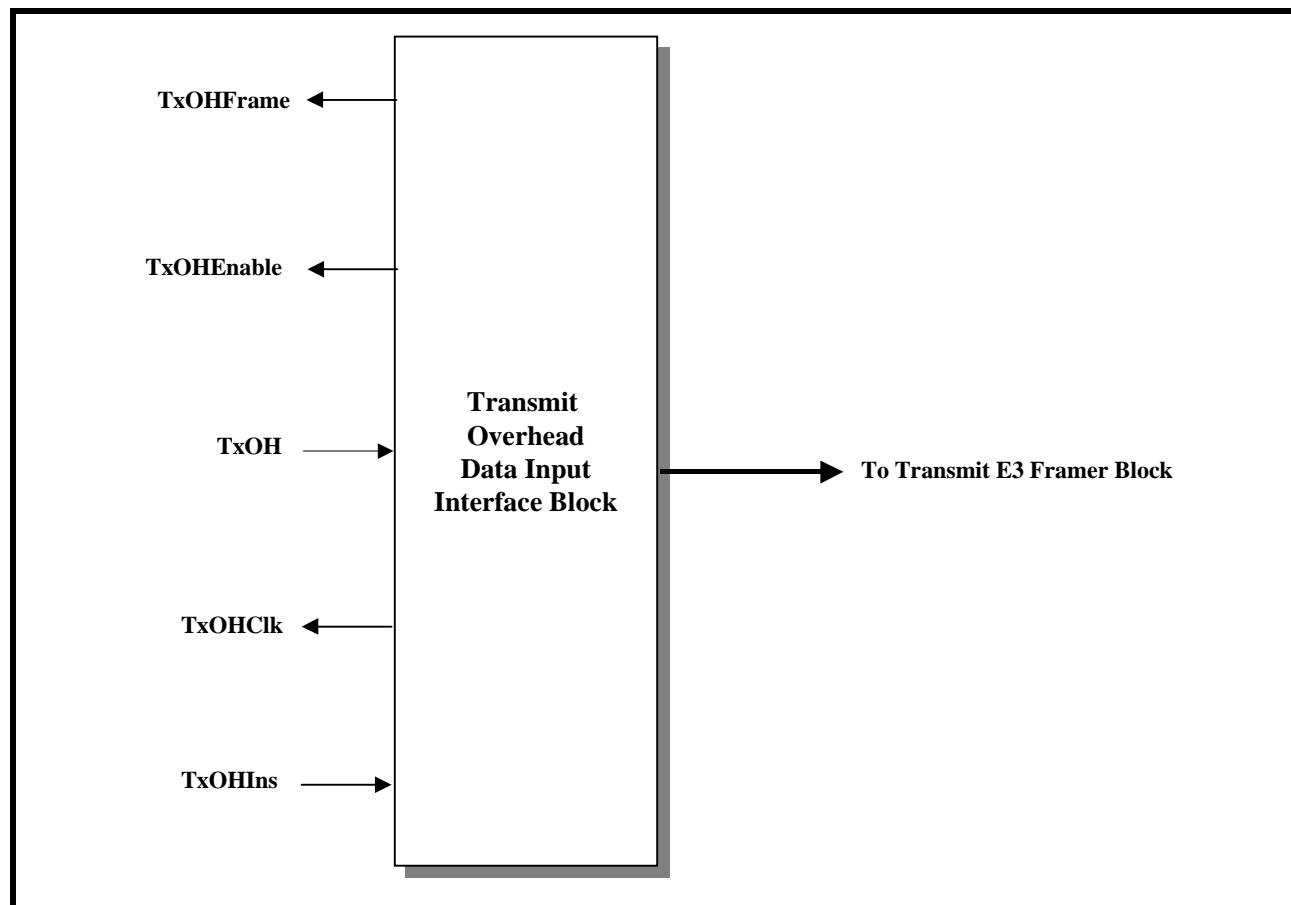 TxOHFrame
TxOHEnable
TxOH
TxOHClk
TxOHIns
Transmit
Overhead
Data Input
Interface Block
To Transmit E3 Framer Block